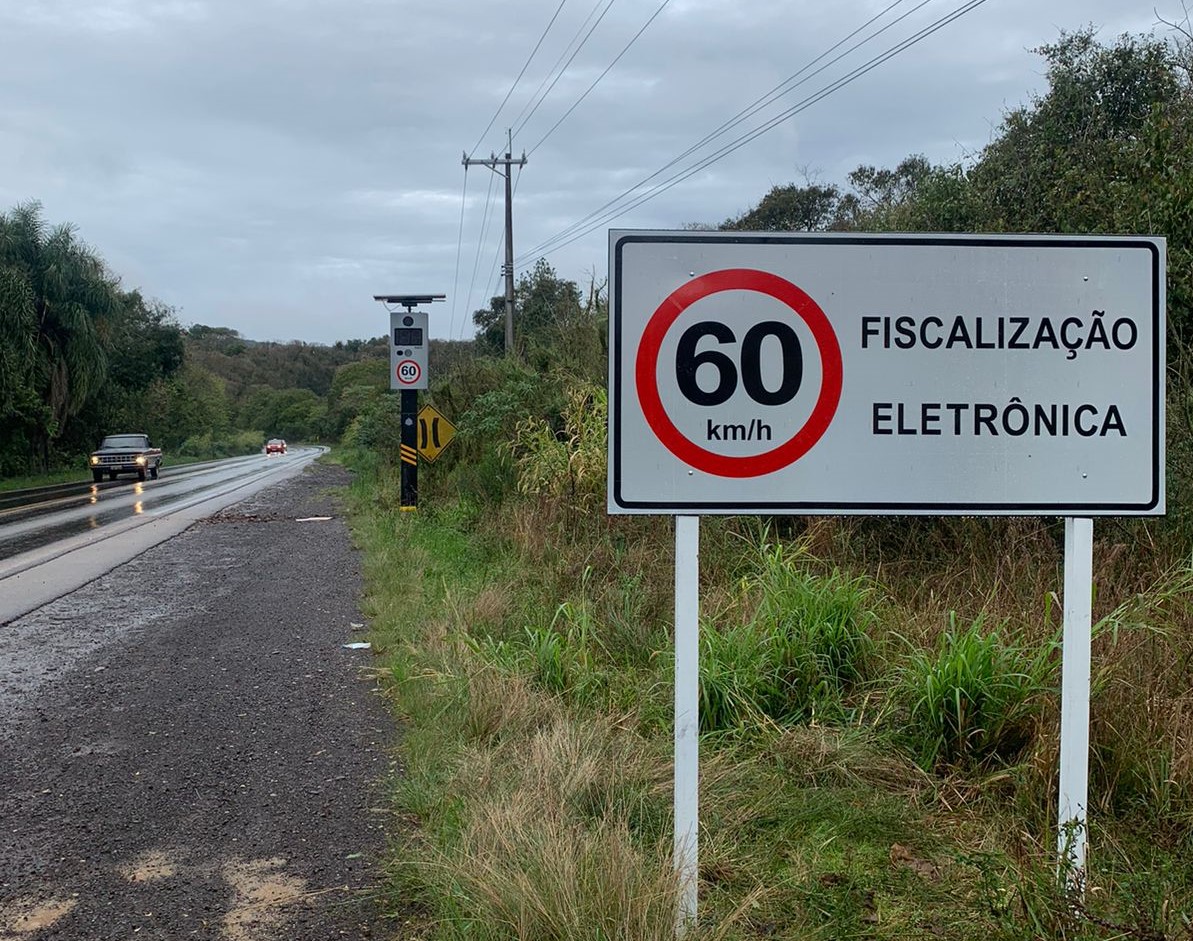 60
km/h
FISCALIZAÇÃO
ELETRÔNICA
60